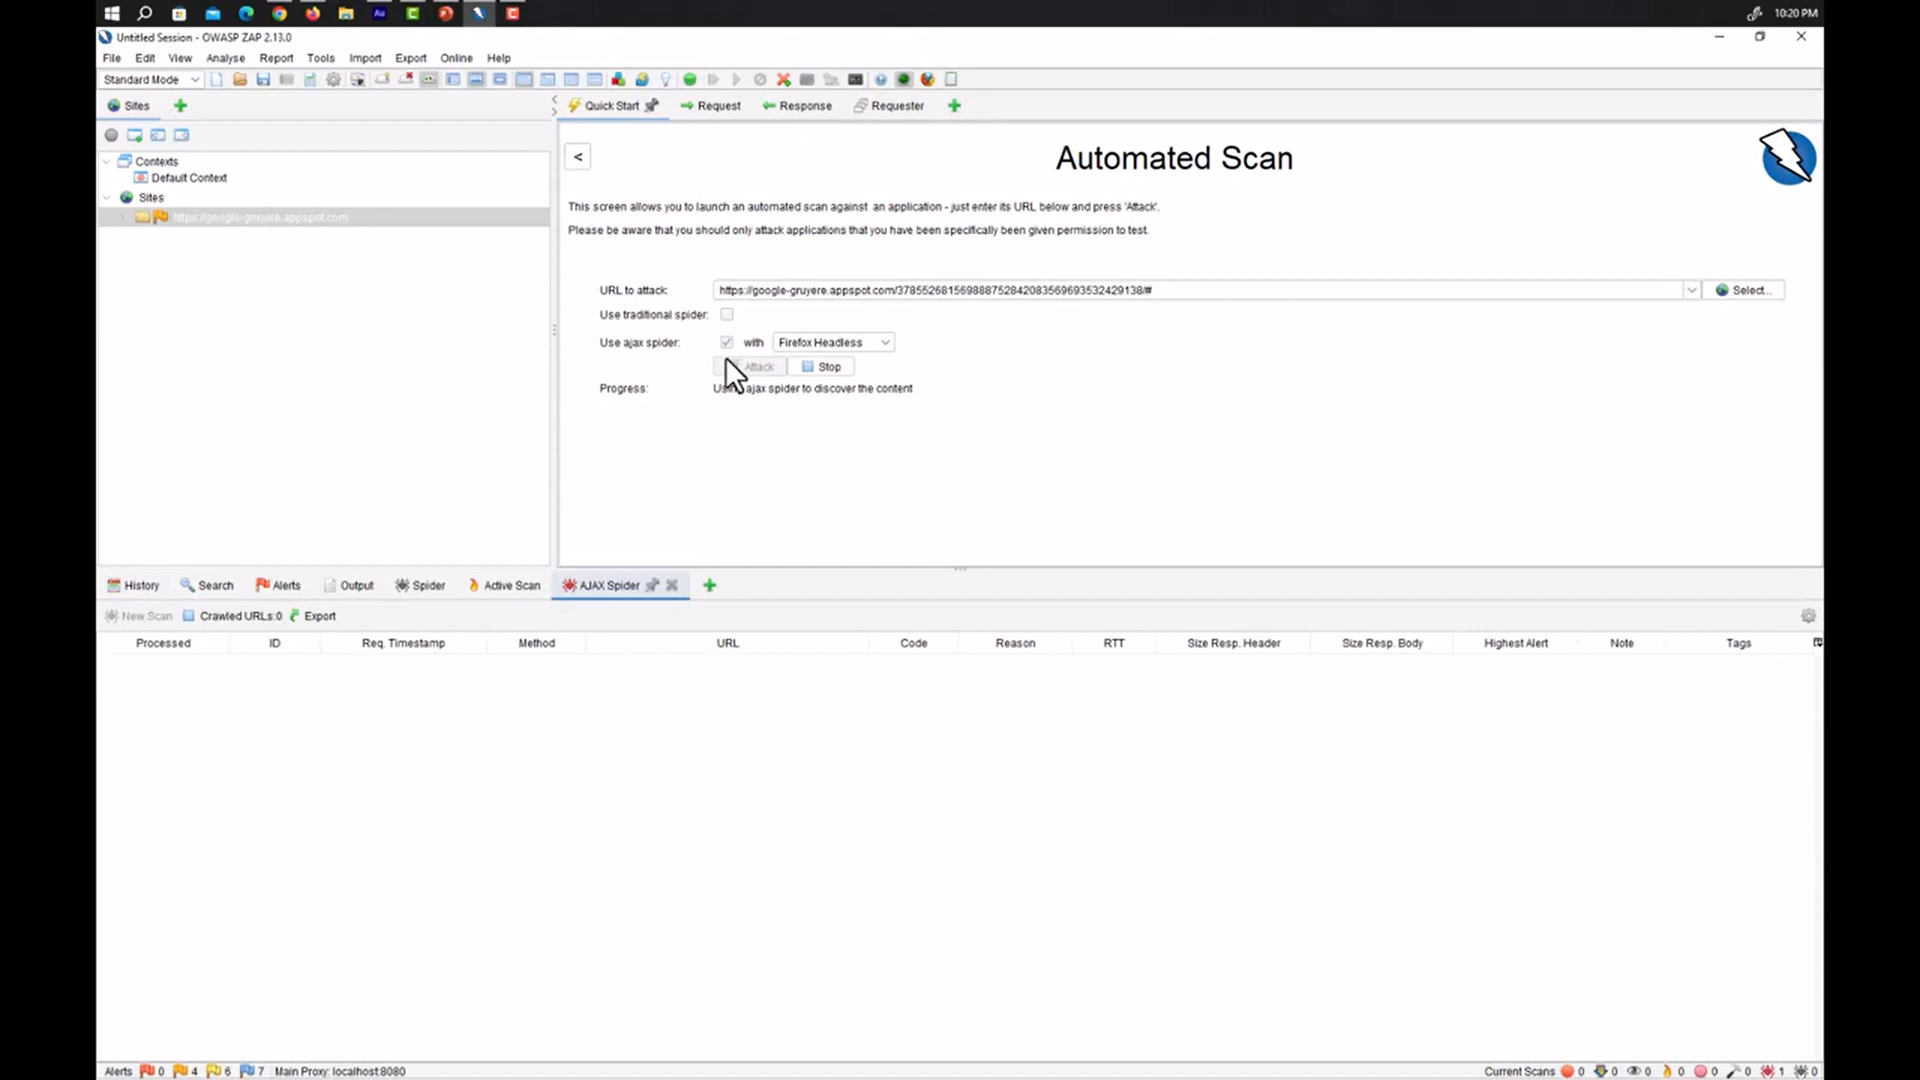 10:20 PM
Untitled Session - OWASP ZAP 2.13.0
File Edit View Analyse Report Tools Import Export Online Help
Standard Mode
Sites
Quick Start Request Response Requester
<
Automated Scan
Contexts
Default Context
Sites
https://google-gruyere.appspot.com
This screen allows you to launch an automated scan against an application - just enter its URL below and press 'Attack'.
Please be aware that you should only attack applications that you have been specifically been given permission to test.
URL to attack: https://google-gruyere.appspot.com/378552681569888752842083569693532429138/# Select...
Use traditional spider:
Use ajax spider: with Firefox Headless
Attack Stop
Progress: ajax spider to discover the content
History Search Alerts Output Spider Active Scan AJAX Spider
New Scan Crawled URLs:0 Export
Processed ID Req. Timestamp Method URL Code Reason RTT Size Resp. Header Size Resp. Body Highest Alert Note Tags
Alerts 0 4 6 7 Main Proxy: localhost:8080 Current Scans 0 0 0 0 0 0 1 0